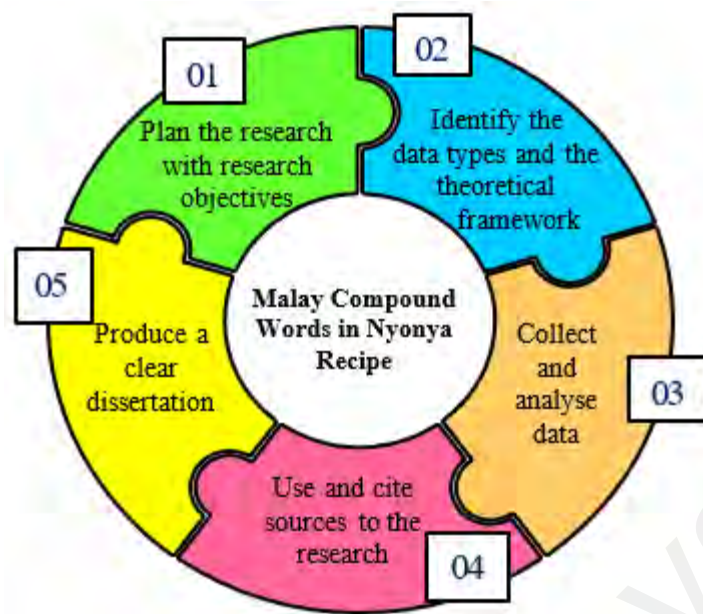 01
Plan the research
with research
objectives
02
Identify the
data types and the
theoretical
framework
03
Collect
and
analyse
data
04
Use and cite
sources to the
research
05
Produce a
clear
dissertation
Malay Compound
Words in Nyonya
Recipe